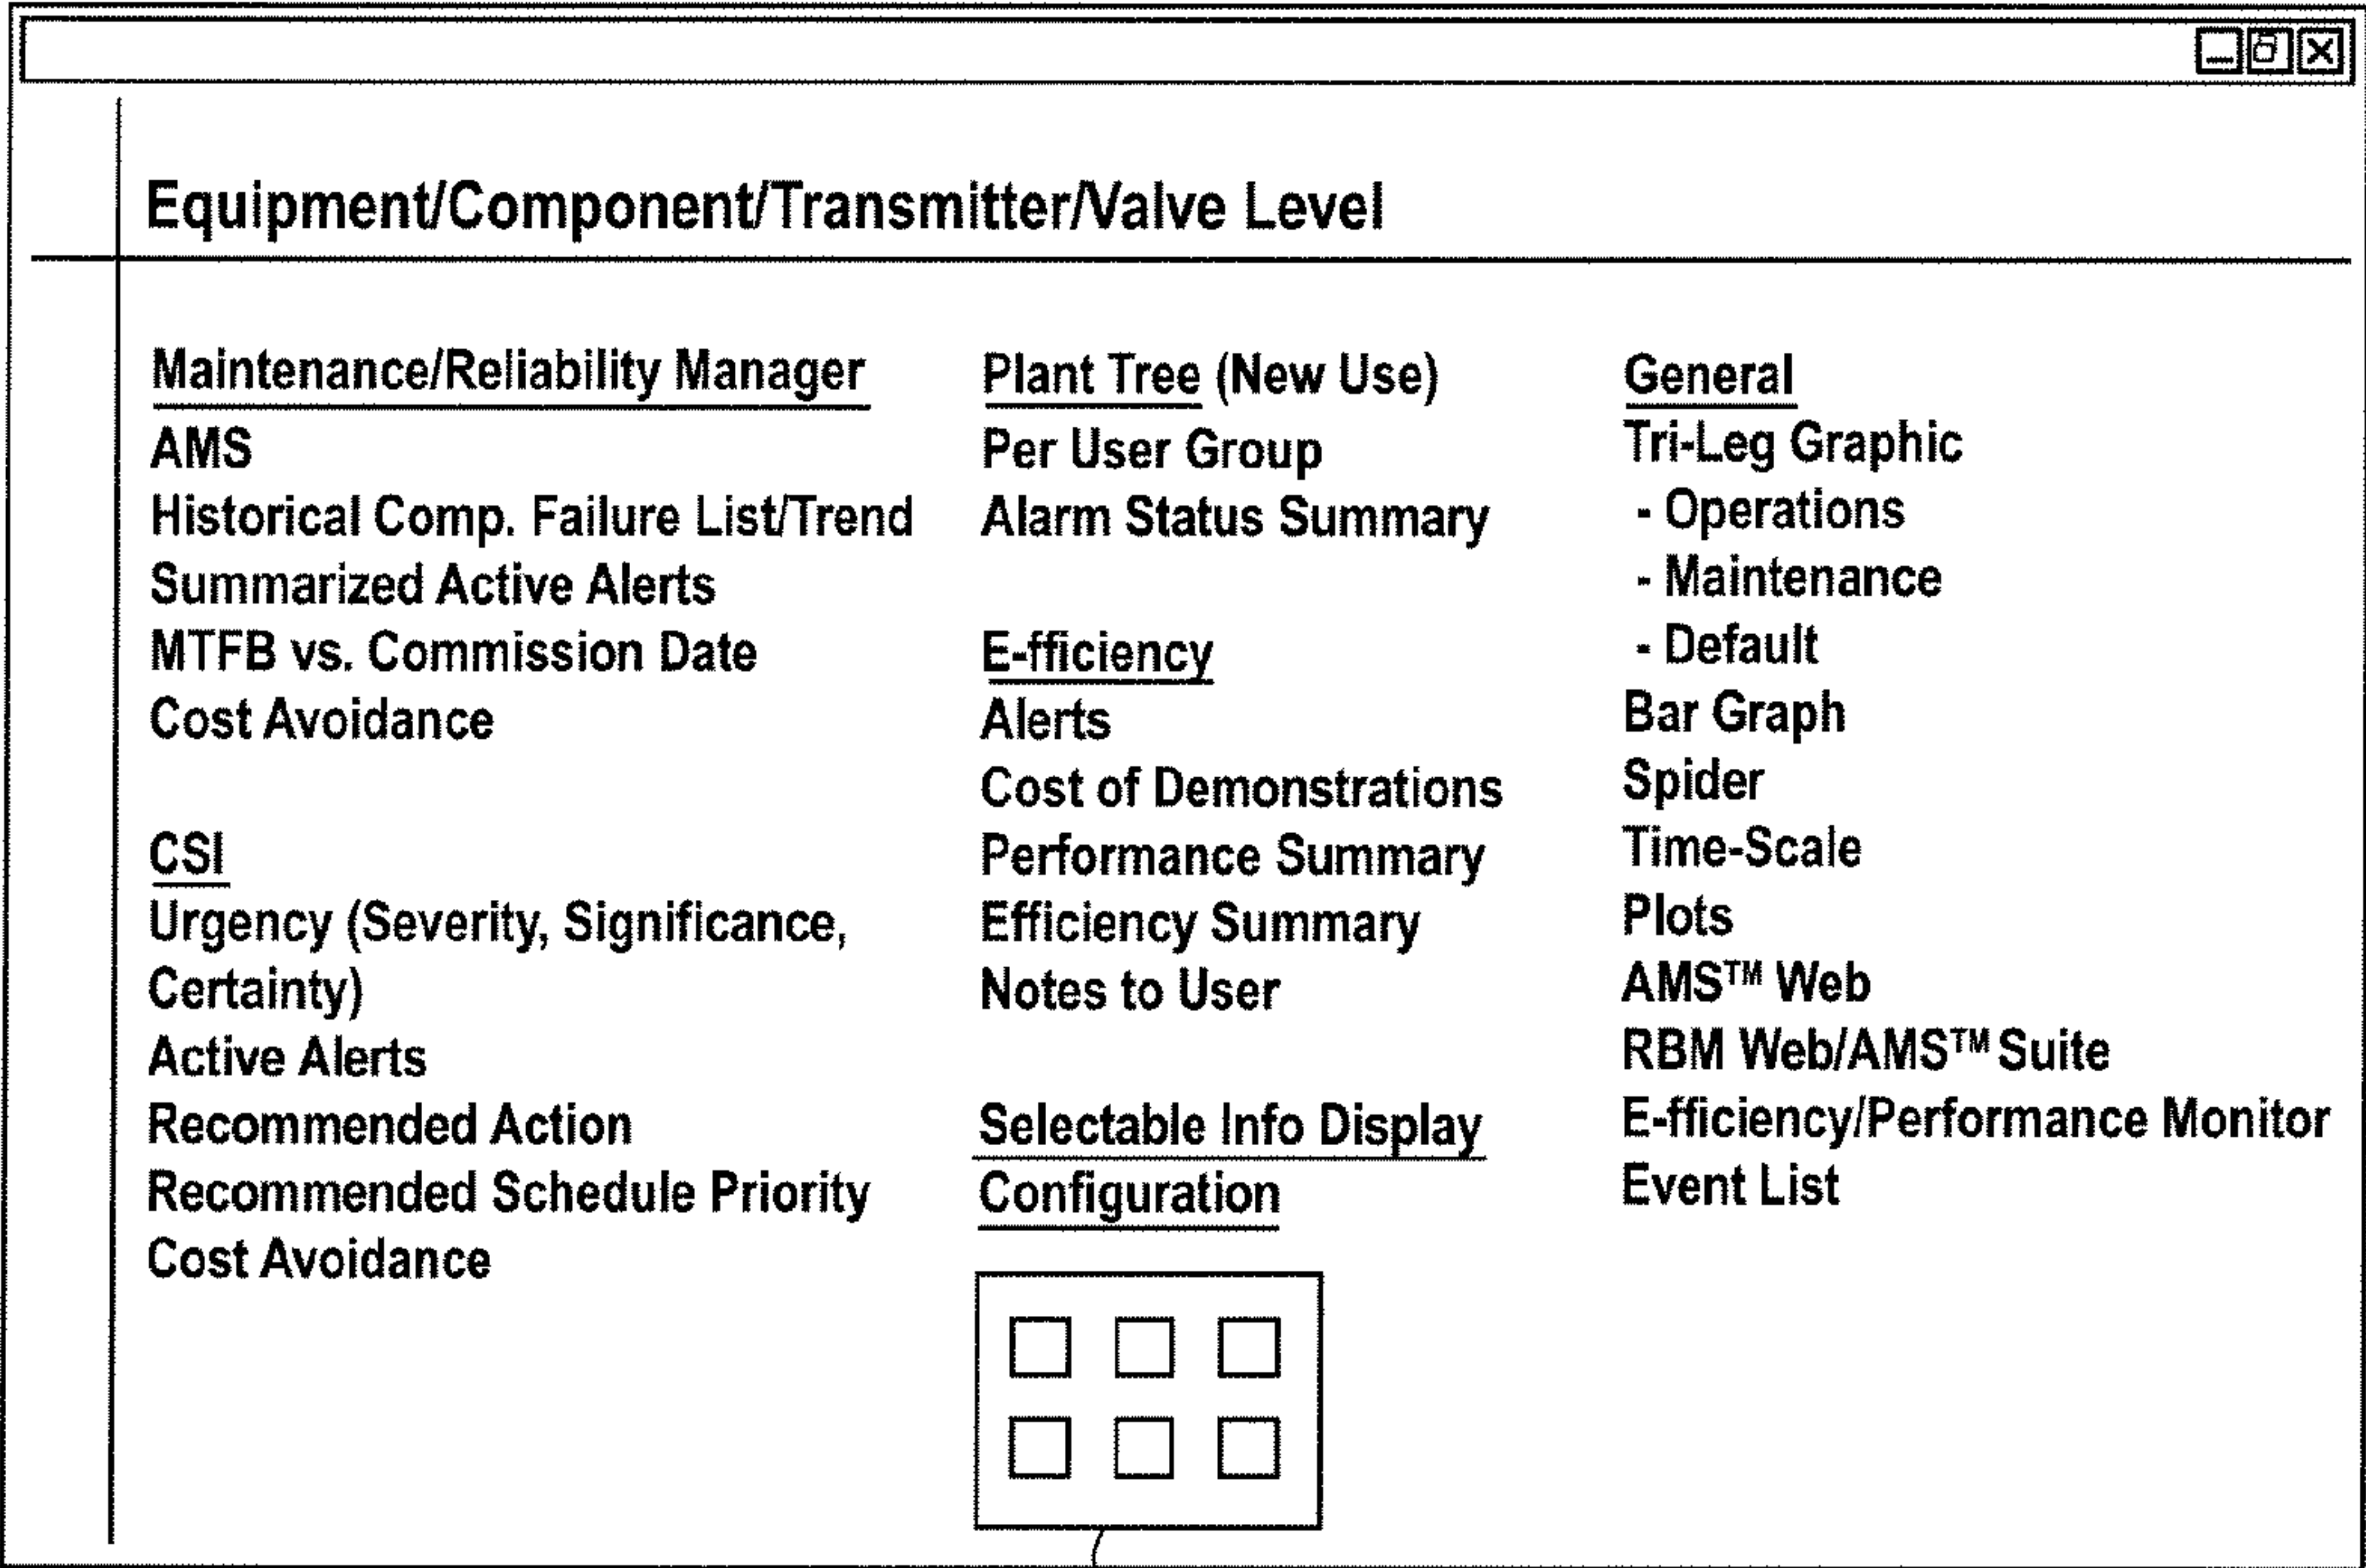 Equipment/Component/Transmitter/Valve Level
Maintenance/Reliability Manager
AMS
Historical Comp. Failure List/Trend
Summarized Active Alerts
MTFB vs. Commission Date
Cost Avoidance
CSI
Urgency (Severity, Significance,
Certainty)
Active Alerts
Recommended Action
Recommended Schedule Priority
Cost Avoidance
Plant Tree (New Use)
Per User Group
Alarm Status Summary
E-fficiency
Alerts
Cost of Demonstrations
Performance Summary
Efficiency Summary
Notes to User
Selectable Info Display
Configuration
General
Tri-Leg Graphic
- Operations
- Maintenance
- Default
Bar Graph
Spider
Time-Scale
Plots
AMS™ Web
RBM Web/AMS™ Suite
E-fficiency/Performance Monitor
Event List